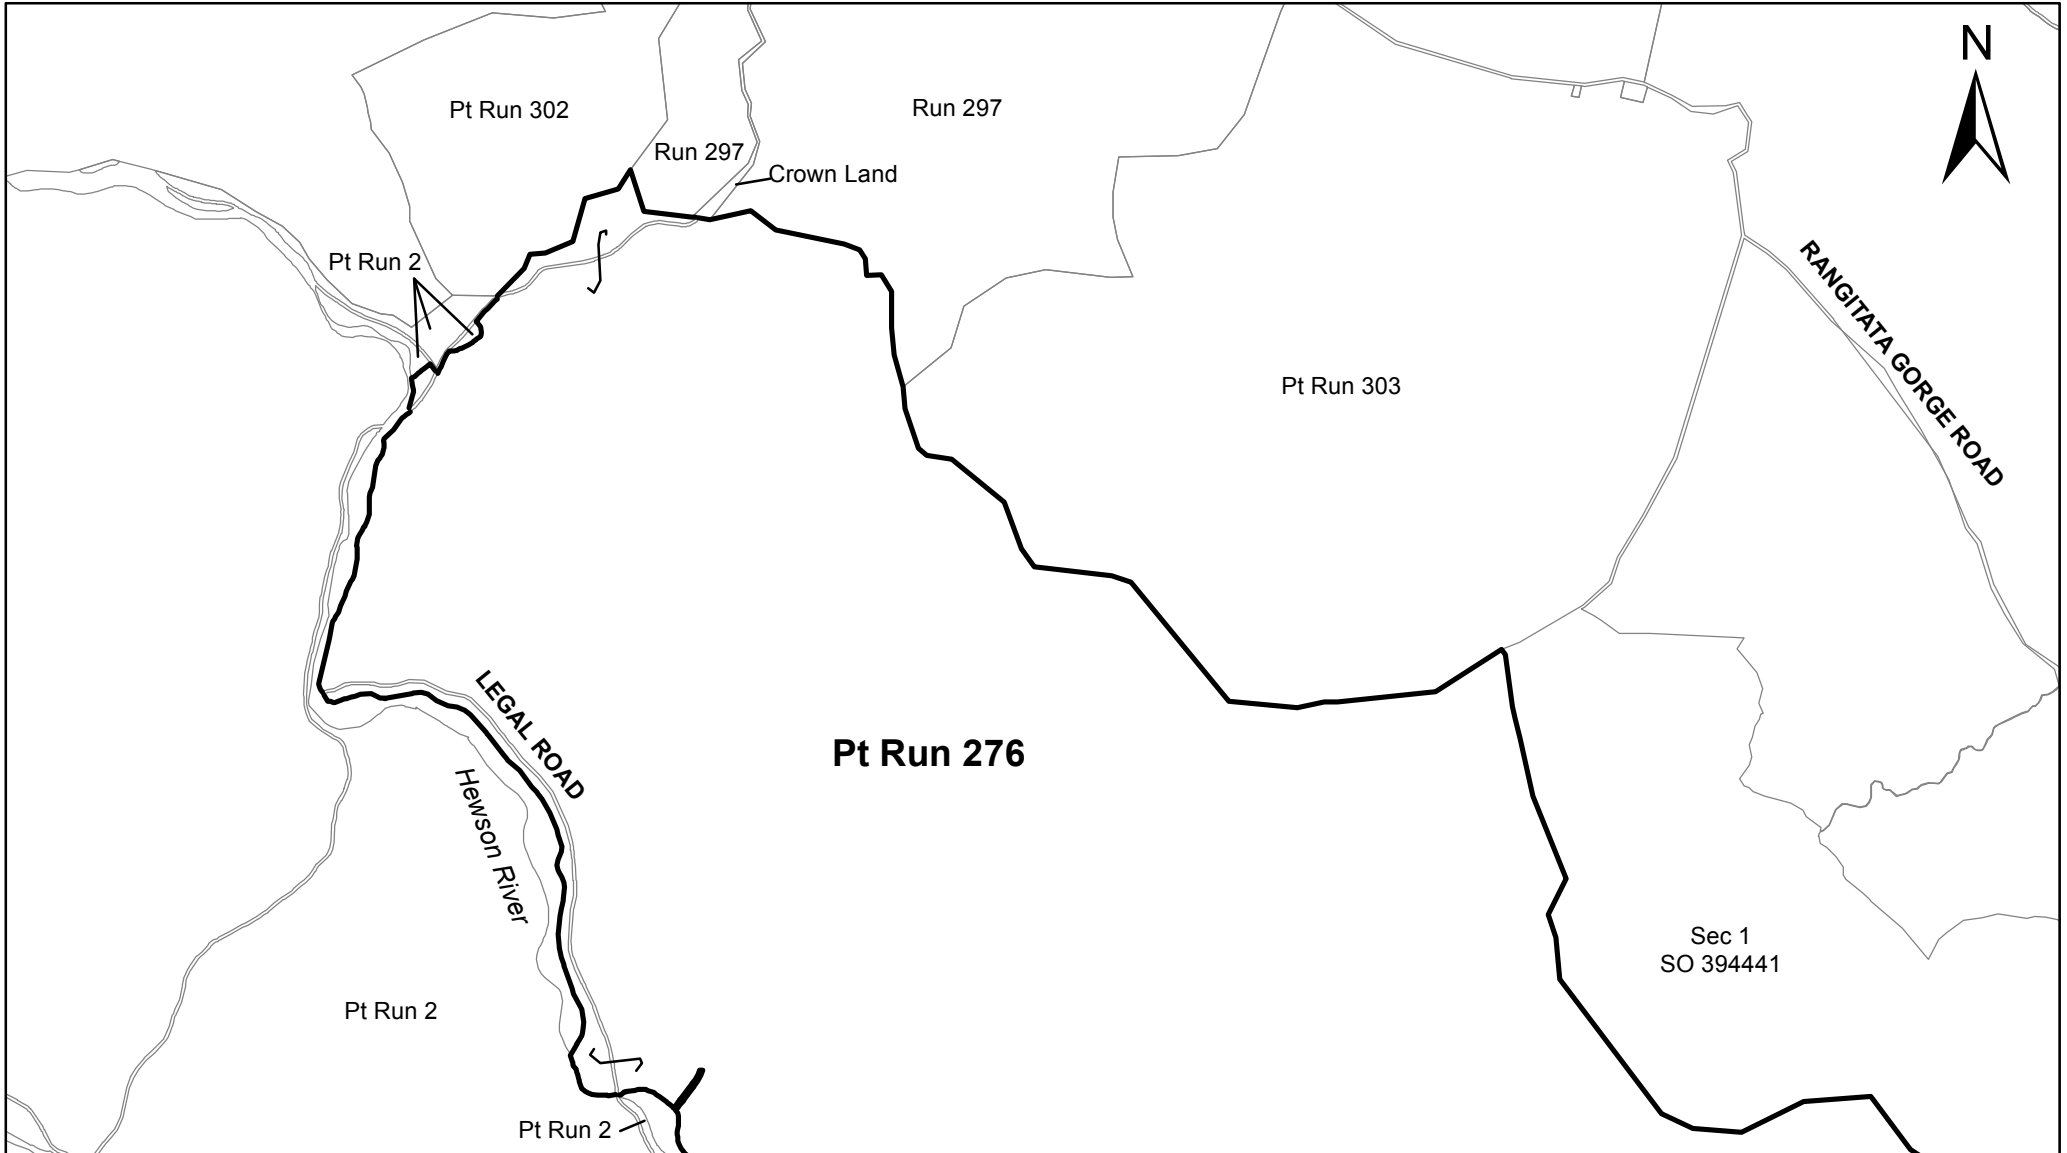 N
Pt Run 302
Run 297
Run 297
Crown Land
Pt Run 2
RANGITATA GORGE ROAD
Pt Run 303
LEGAL ROAD
Pt Run 276
Hewson River
Sec 1
SO 394441
Pt Run 2
Pt Run 2